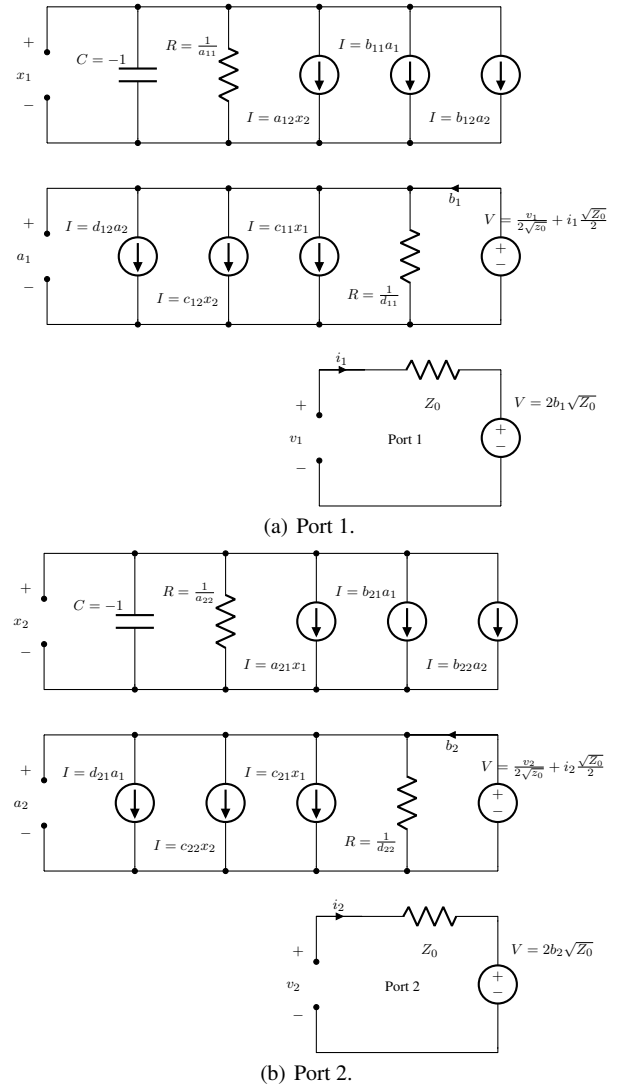 +
x₁
−
C = −1
R = 1/a₁₁
I = a₁₂x₂
I = b₁₁a₁
I = b₁₂a₂
+
a₁
−
I = d₁₂a₂
I = c₁₂x₂
I = c₁₁x₁
R = 1/d₁₁
b₁
V = v₁/(2√z₀) + i₁ √Z₀/2
+
−
i₁
+
v₁
−
Z₀
Port 1
V = 2b₁√Z₀
+
−
(a) Port 1.
+
x₂
−
C = −1
R = 1/a₂₂
I = a₂₁x₁
I = b₂₁a₁
I = b₂₂a₂
+
a₂
−
I = d₂₁a₁
I = c₂₂x₂
I = c₂₁x₁
R = 1/d₂₂
b₂
V = v₂/(2√z₀) + i₂ √Z₀/2
+
−
i₂
+
v₂
−
Z₀
Port 2
V = 2b₂√Z₀
+
−
(b) Port 2.